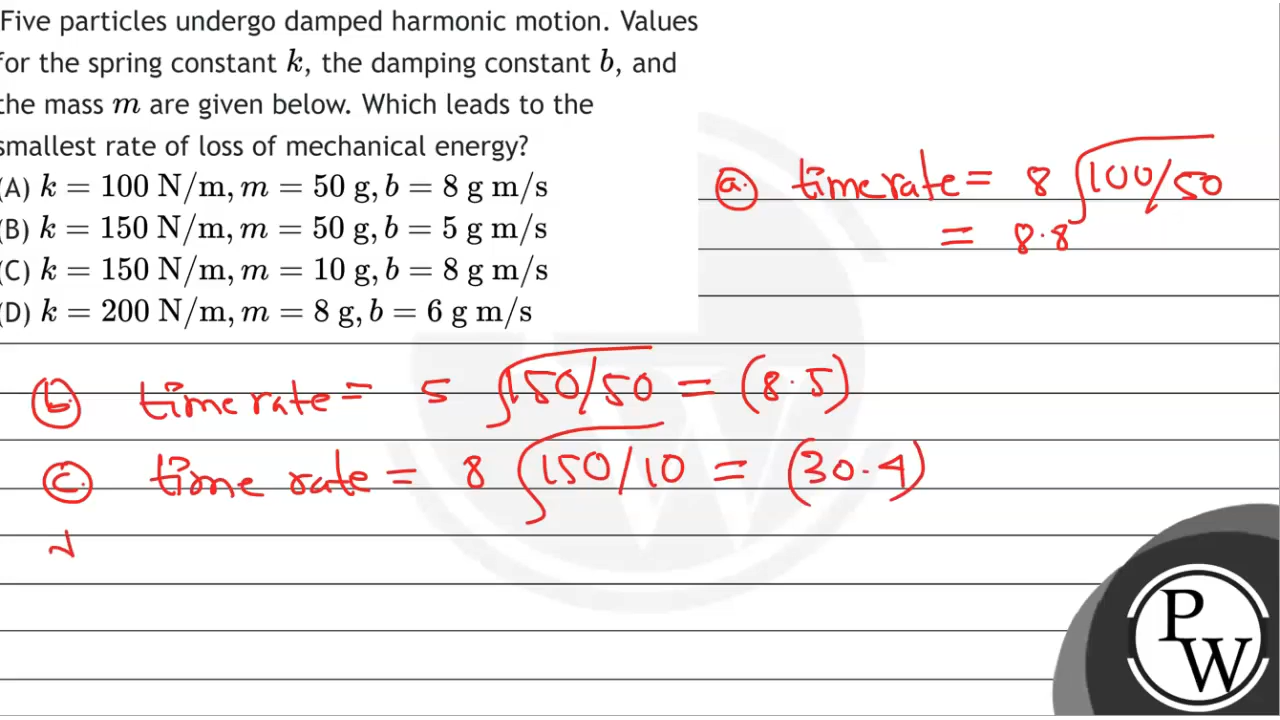 Five particles undergo damped harmonic motion. Values
for the spring constant k, the damping constant b, and
the mass m are given below. Which leads to the
smallest rate of loss of mechanical energy?
(A) k = 100 N/m, m = 50 g, b = 8 g m/s
(B) k = 150 N/m, m = 50 g, b = 5 g m/s
(C) k = 150 N/m, m = 10 g, b = 8 g m/s
(D) k = 200 N/m, m = 8 g, b = 6 g m/s
a. time rate = 8 √100/50
= 8.8
b. time rate = 5 √150/50 = (8.5)
c. time rate = 8 √150/10 = (30.4)
PW